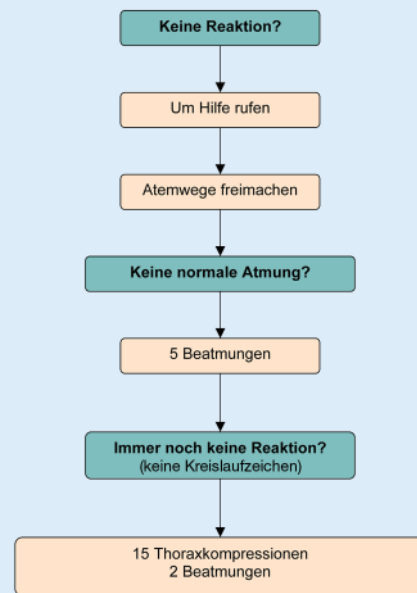 Keine Reaktion?
Um Hilfe rufen
Atemwege freimachen
Keine normale Atmung?
5 Beatmungen
Immer noch keine Reaktion?
(keine Kreislaufzeichen)
15 Thoraxkompressionen
2 Beatmungen